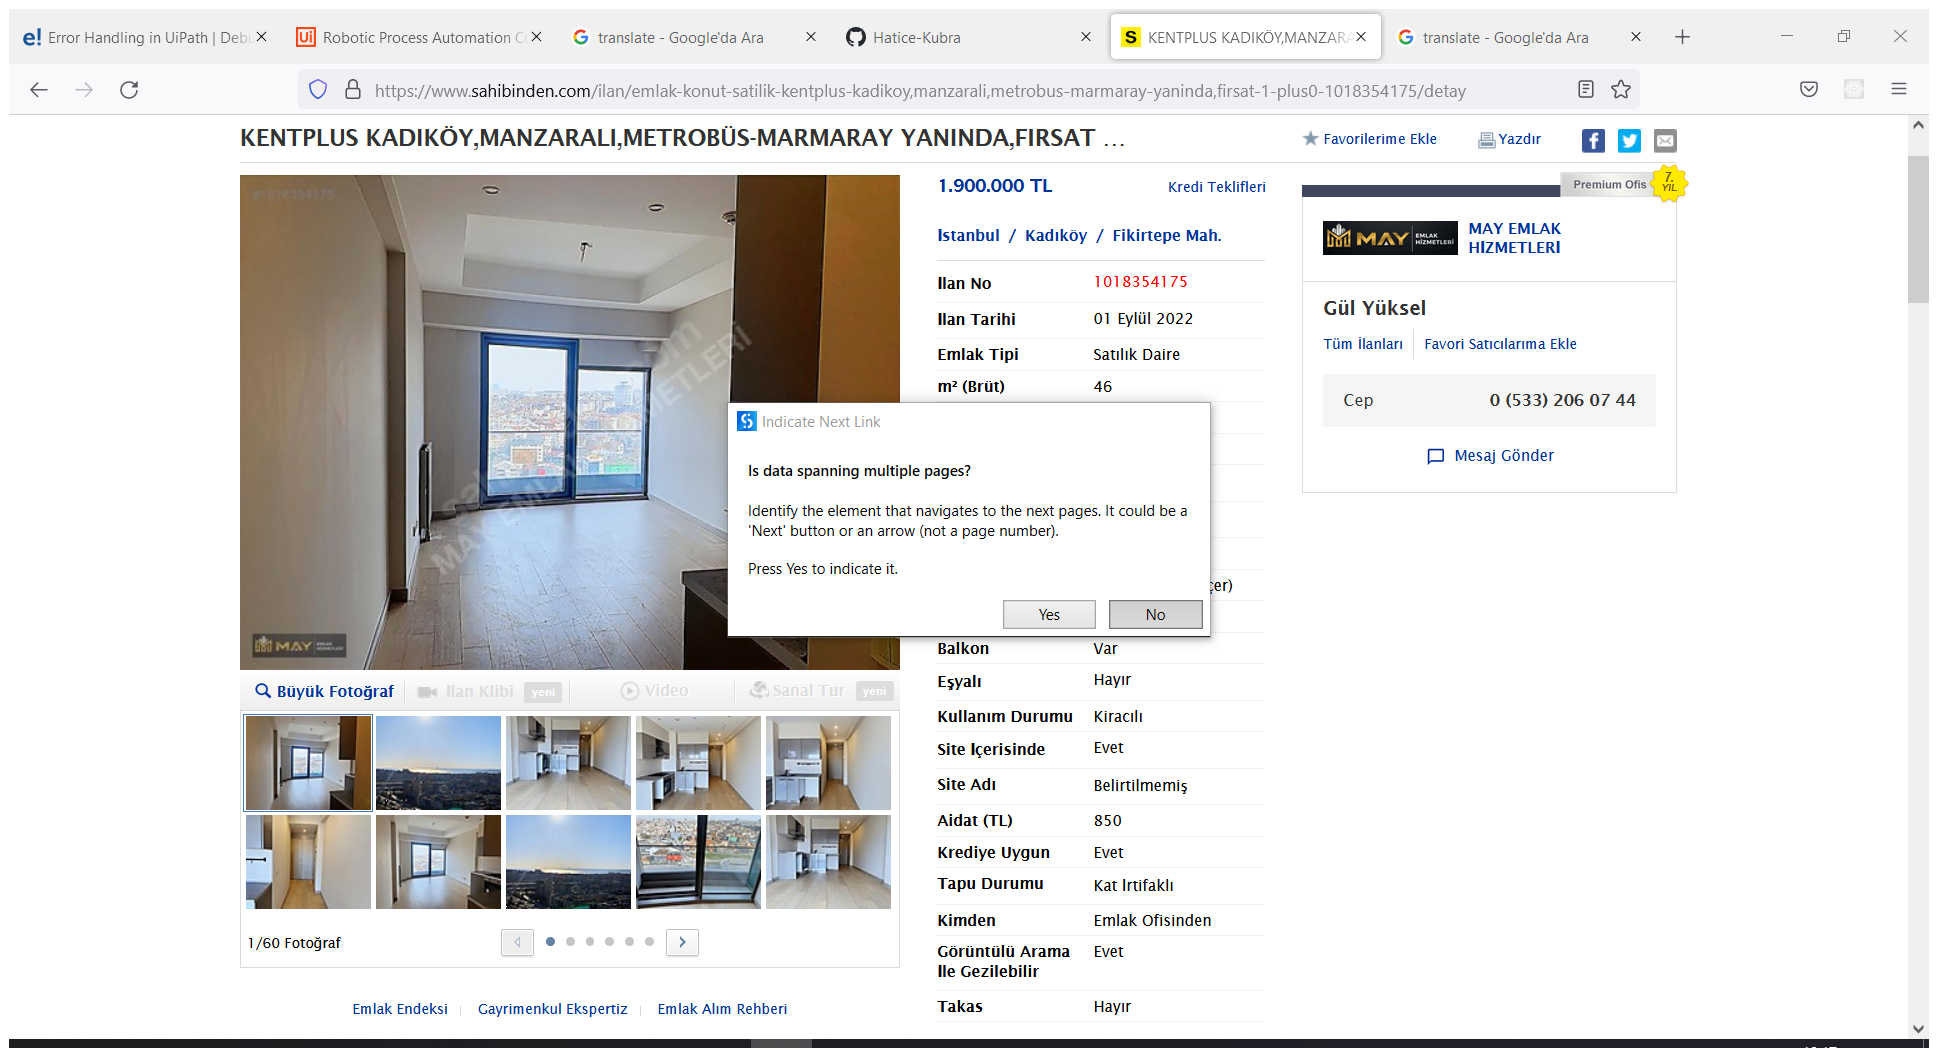 Error Handling in UiPath | Deb
Robotic Process Automation Co
translate - Google'da Ara
Hatice-Kubra
KENTPLUS KADIKÖY,MANZARA
translate - Google'da Ara
https://www.sahibinden.com/ilan/emlak-konut-satilik-kentplus-kadikoy,manzarali,metrobus-marmaray-yaninda,firsat-1-plus0-1018354175/detay
KENTPLUS KADIKÖY,MANZARALI,METROBÜS-MARMARAY YANINDA,FIRSAT ...
Favorilerime Ekle
Yazdır
#1018354175
1.900.000 TL
Kredi Teklifleri
İstanbul / Kadıköy / Fikirtepe Mah.
İlan No 1018354175
İlan Tarihi 01 Eylül 2022
Emlak Tipi Satılık Daire
m² (Brüt) 46
çer)
Balkon Var
Eşyalı Hayır
Kullanım Durumu Kiracılı
Site İçerisinde Evet
Site Adı Belirtilmemiş
Aidat (TL) 850
Krediye Uygun Evet
Tapu Durumu Kat İrtifaklı
Kimden Emlak Ofisinden
Görüntülü Arama Evet
İle Gezilebilir
Takas Hayır
Premium Ofis
7.
YIL
MAY EMLAK
HİZMETLERİ
MAY EMLAK
HİZMETLERİ
Gül Yüksel
Tüm İlanları
Favori Satıcılarıma Ekle
Cep 0 (533) 206 07 44
Mesaj Gönder
Indicate Next Link
Is data spanning multiple pages?
Identify the element that navigates to the next pages. It could be a
'Next' button or an arrow (not a page number).
Press Yes to indicate it.
Yes
No
MAY EMLAK
HİZMETLERİ
Büyük Fotoğraf
İlan Klibi
yeni
Video
Sanal Tur
yeni
1/60 Fotoğraf
Emlak Endeksi
Gayrimenkul Ekspertiz
Emlak Alım Rehberi